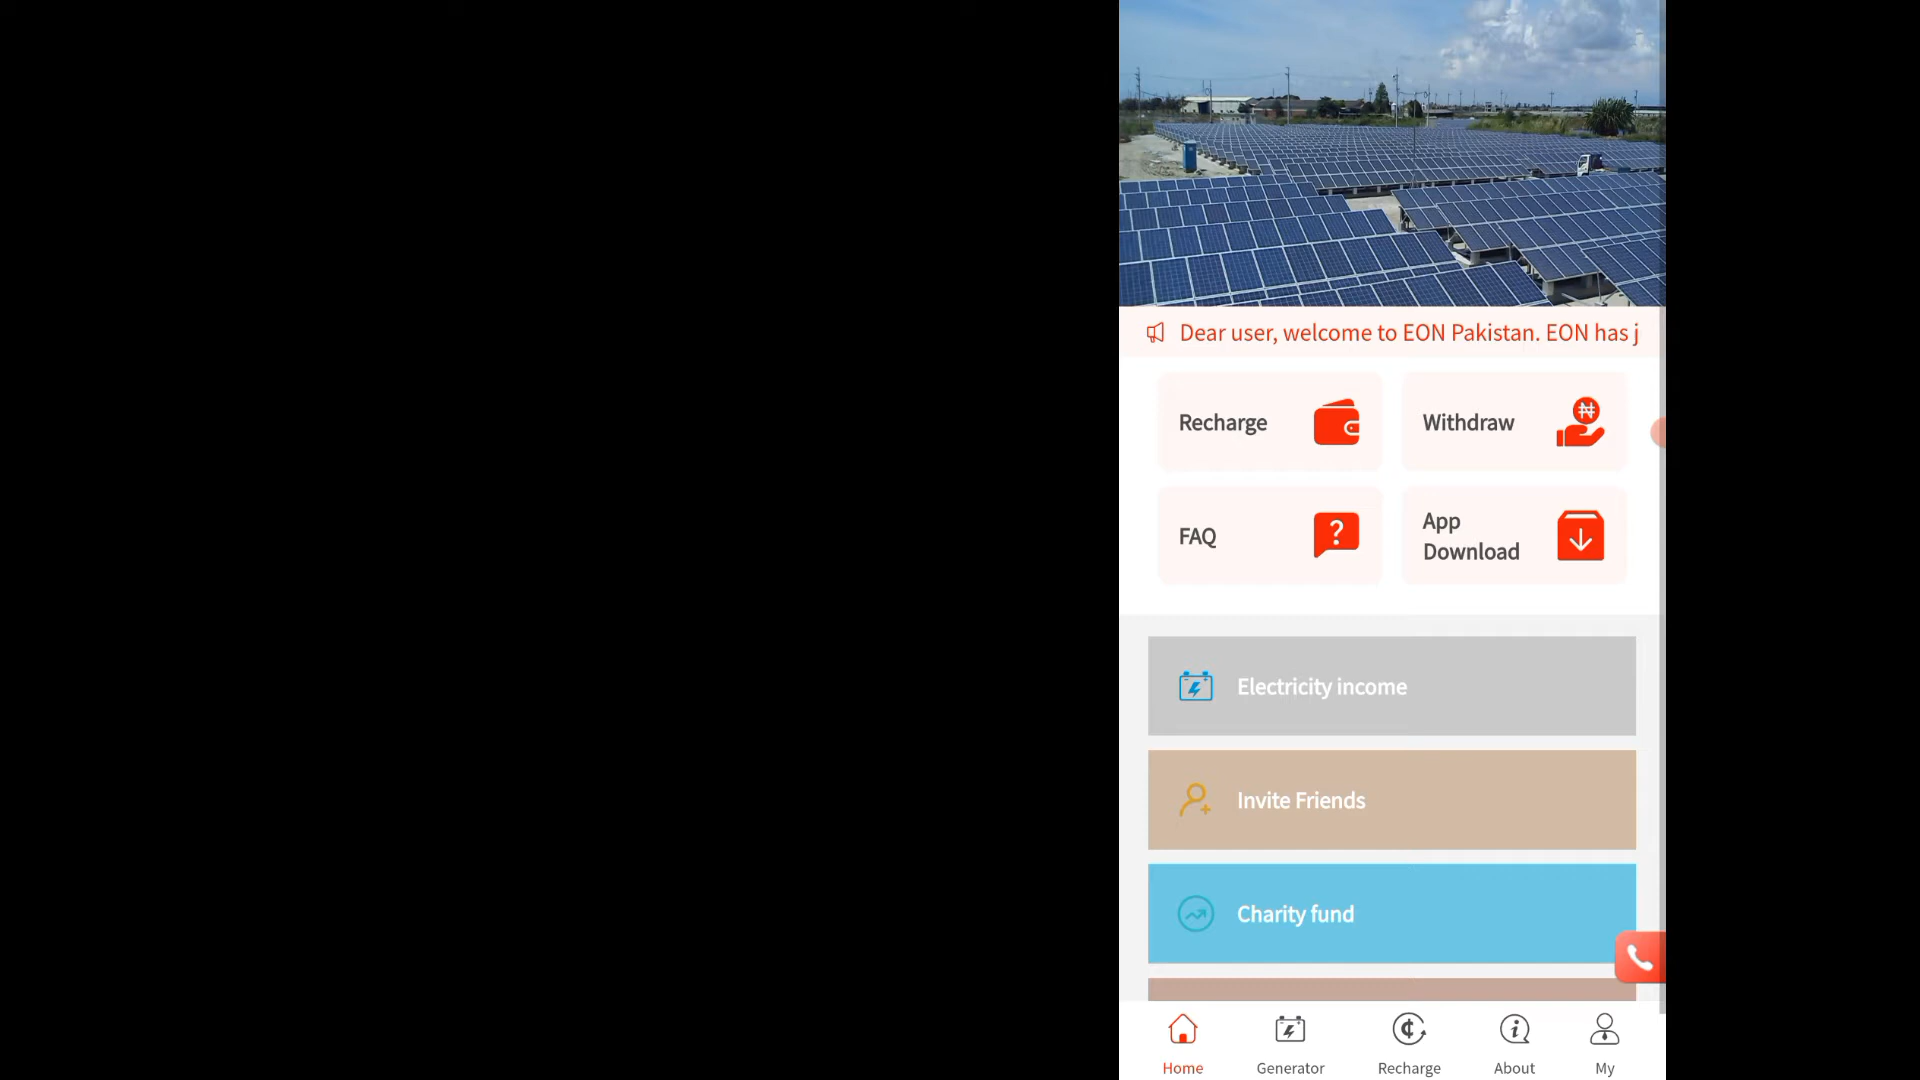 Dear user, welcome to EON Pakistan. EON has j
Recharge
Withdraw
FAQ
App
Download
Electricity income
Invite Friends
Charity fund
Home
Generator
Recharge
About
My